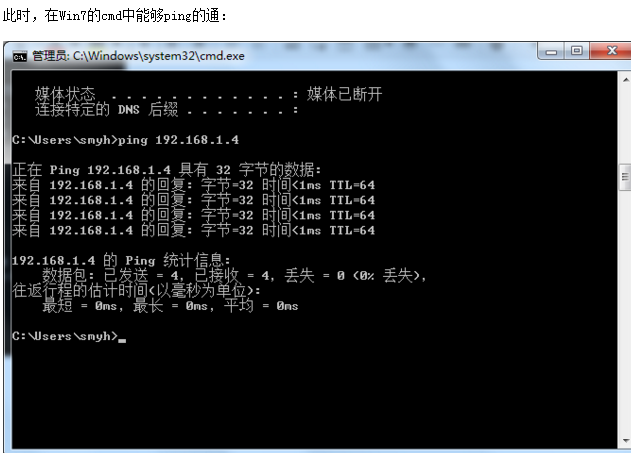 此时，在Win7的cmd中能够ping的通：
管理员: C:\Windows\system32\cmd.exe
媒体状态 . . . . . . . . . . . . : 媒体已断开
连接特定的 DNS 后缀 . . . . . . . :
C:\Users\smyh>ping 192.168.1.4
正在 Ping 192.168.1.4 具有 32 字节的数据:
来自 192.168.1.4 的回复: 字节=32 时间<1ms TTL=64
来自 192.168.1.4 的回复: 字节=32 时间<1ms TTL=64
来自 192.168.1.4 的回复: 字节=32 时间<1ms TTL=64
来自 192.168.1.4 的回复: 字节=32 时间<1ms TTL=64
192.168.1.4 的 Ping 统计信息:
数据包: 已发送 = 4, 已接收 = 4, 丢失 = 0 (0% 丢失),
往返行程的估计时间(以毫秒为单位):
最短 = 0ms, 最长 = 0ms, 平均 = 0ms
C:\Users\smyh>